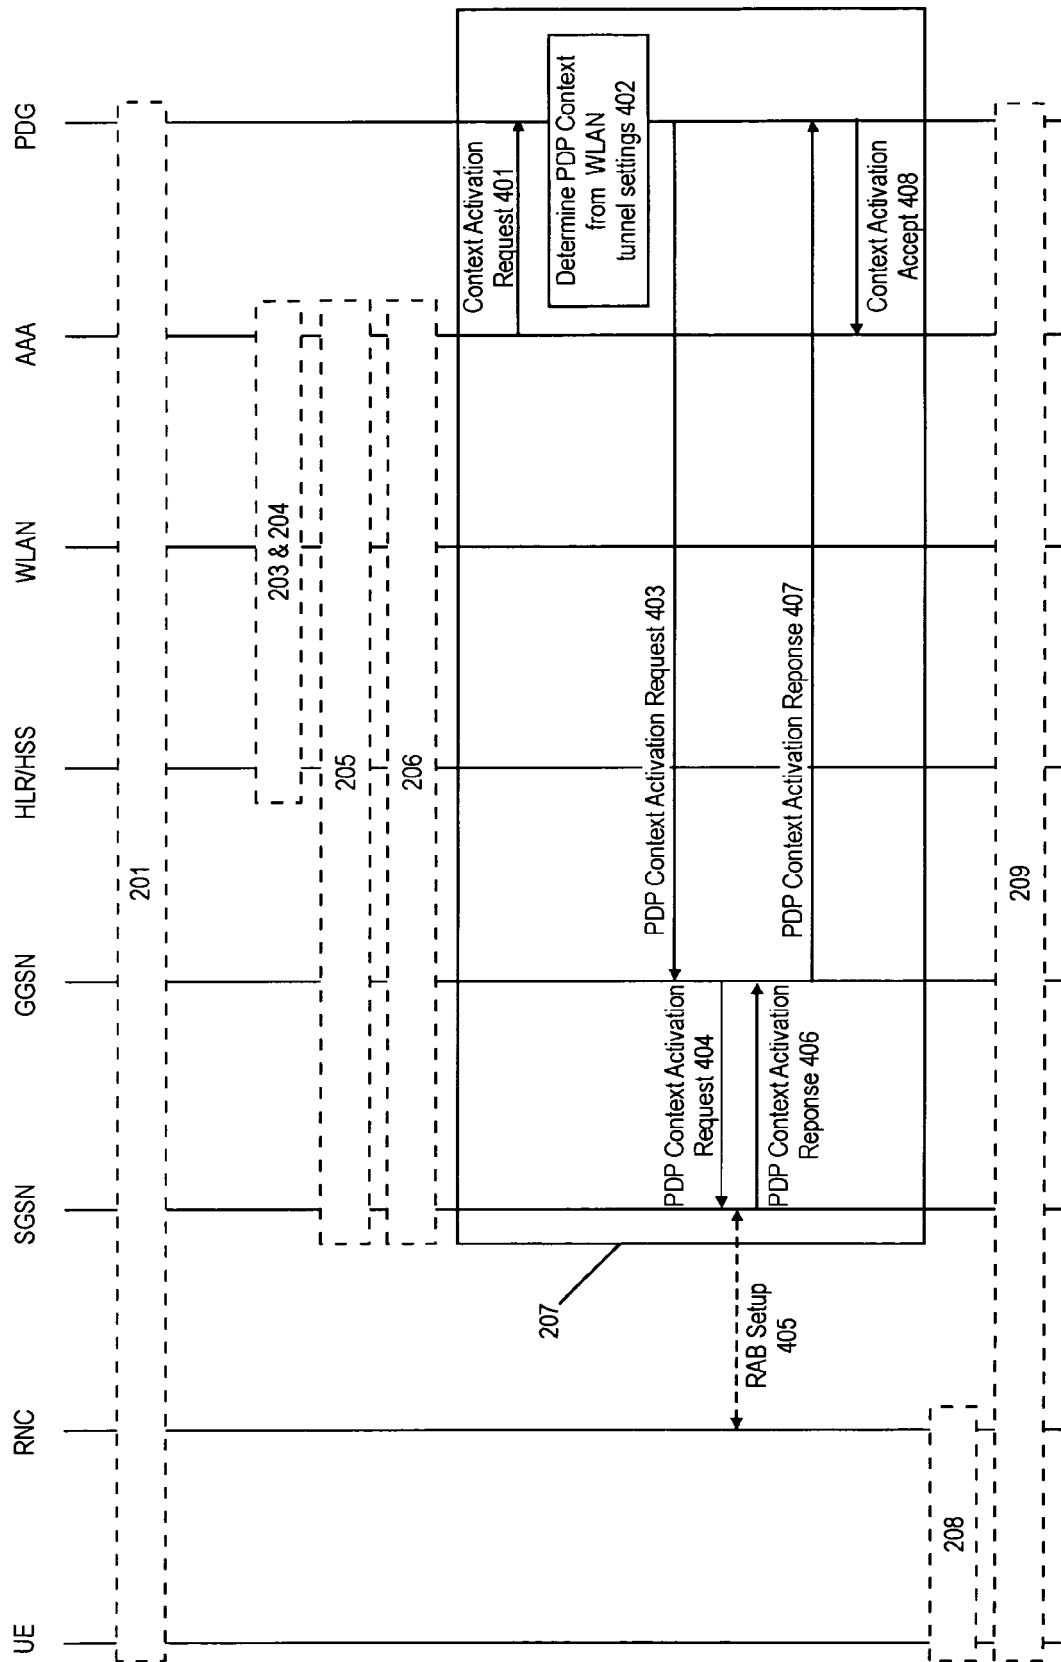 UE
RNC
SGSN
GGSN
HLR/HSS
WLAN
AAA
PDG
201
203 & 204
205
206
207
Context Activation
Request 401
Determine PDP Context
from WLAN
tunnel settings 402
PDP Context Activation Request 403
PDP Context Activation
Request 404
RAB Setup
405
PDP Context Activation
Reponse 406
PDP Context Activation Reponse 407
Context Activation
Accept 408
208
209